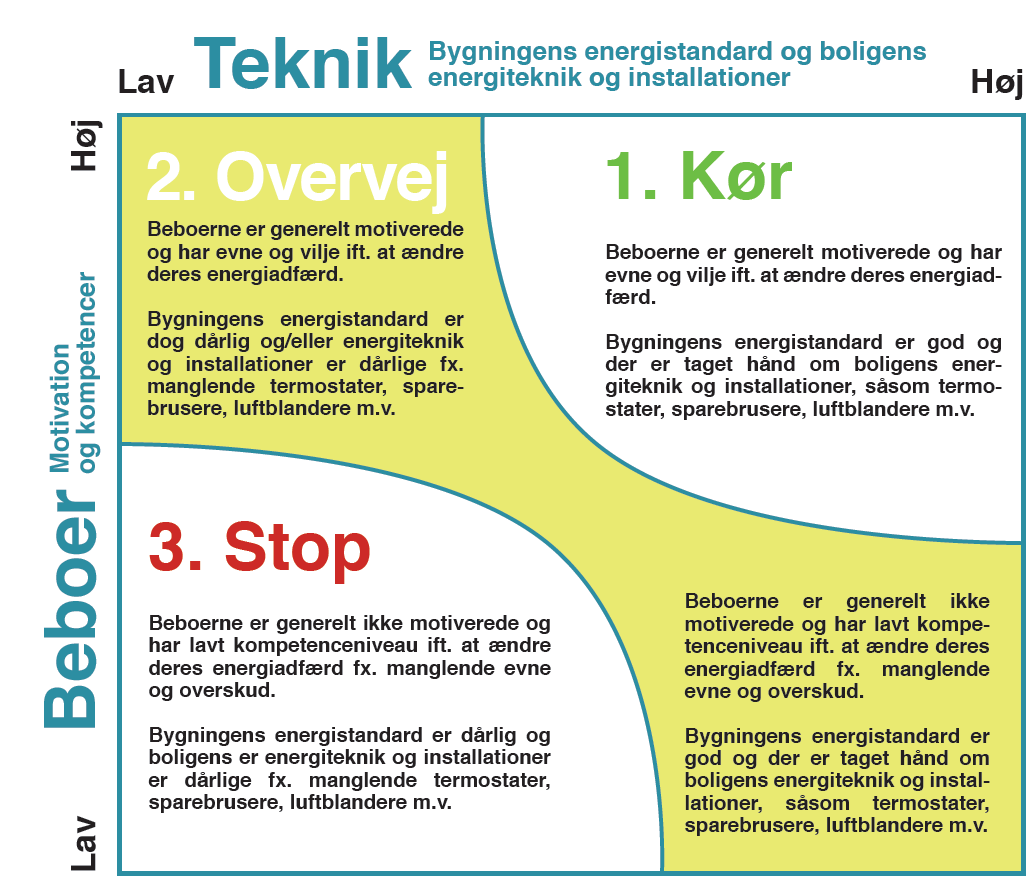 Teknik
Bygningens energistandard og boligens
energiteknik og installationer
Lav
Høj
Høj
Motivation
og kompetencer
Beboer
Lav
2. Overvej
Beboerne er generelt motiverede
og har evne og vilje ift. at ændre
deres energiadfærd.
Bygningens energistandard er
dog dårlig og/eller energiteknik
og installationer er dårlige fx.
manglende termostater, spare-
brusere, luftblandere m.v.
1. Kør
Beboerne er generelt motiverede og har
evne og vilje ift. at ændre deres energiad-
færd.
Bygningens energistandard er god og
der er taget hånd om boligens ener-
giteknik og installationer, såsom termo-
stater, sparebrusere, luftblandere m.v.
3. Stop
Beboerne er generelt ikke motiverede og
har lavt kompetenceniveau ift. at ændre
deres energiadfærd fx. manglende evne
og overskud.
Bygningens energistandard er dårlig og
boligens er energiteknik og installationer
er dårlige fx. manglende termostater,
sparebrusere, luftblandere m.v.
Beboerne er generelt ikke
motiverede og har lavt kompe-
tenceniveau ift. at ændre deres
energiadfærd fx. manglende
evne og overskud.
Bygningens energistandard er
god og der er taget hånd om
boligens energiteknik og instal-
lationer, såsom termostater,
sparebrusere, luftblandere m.v.